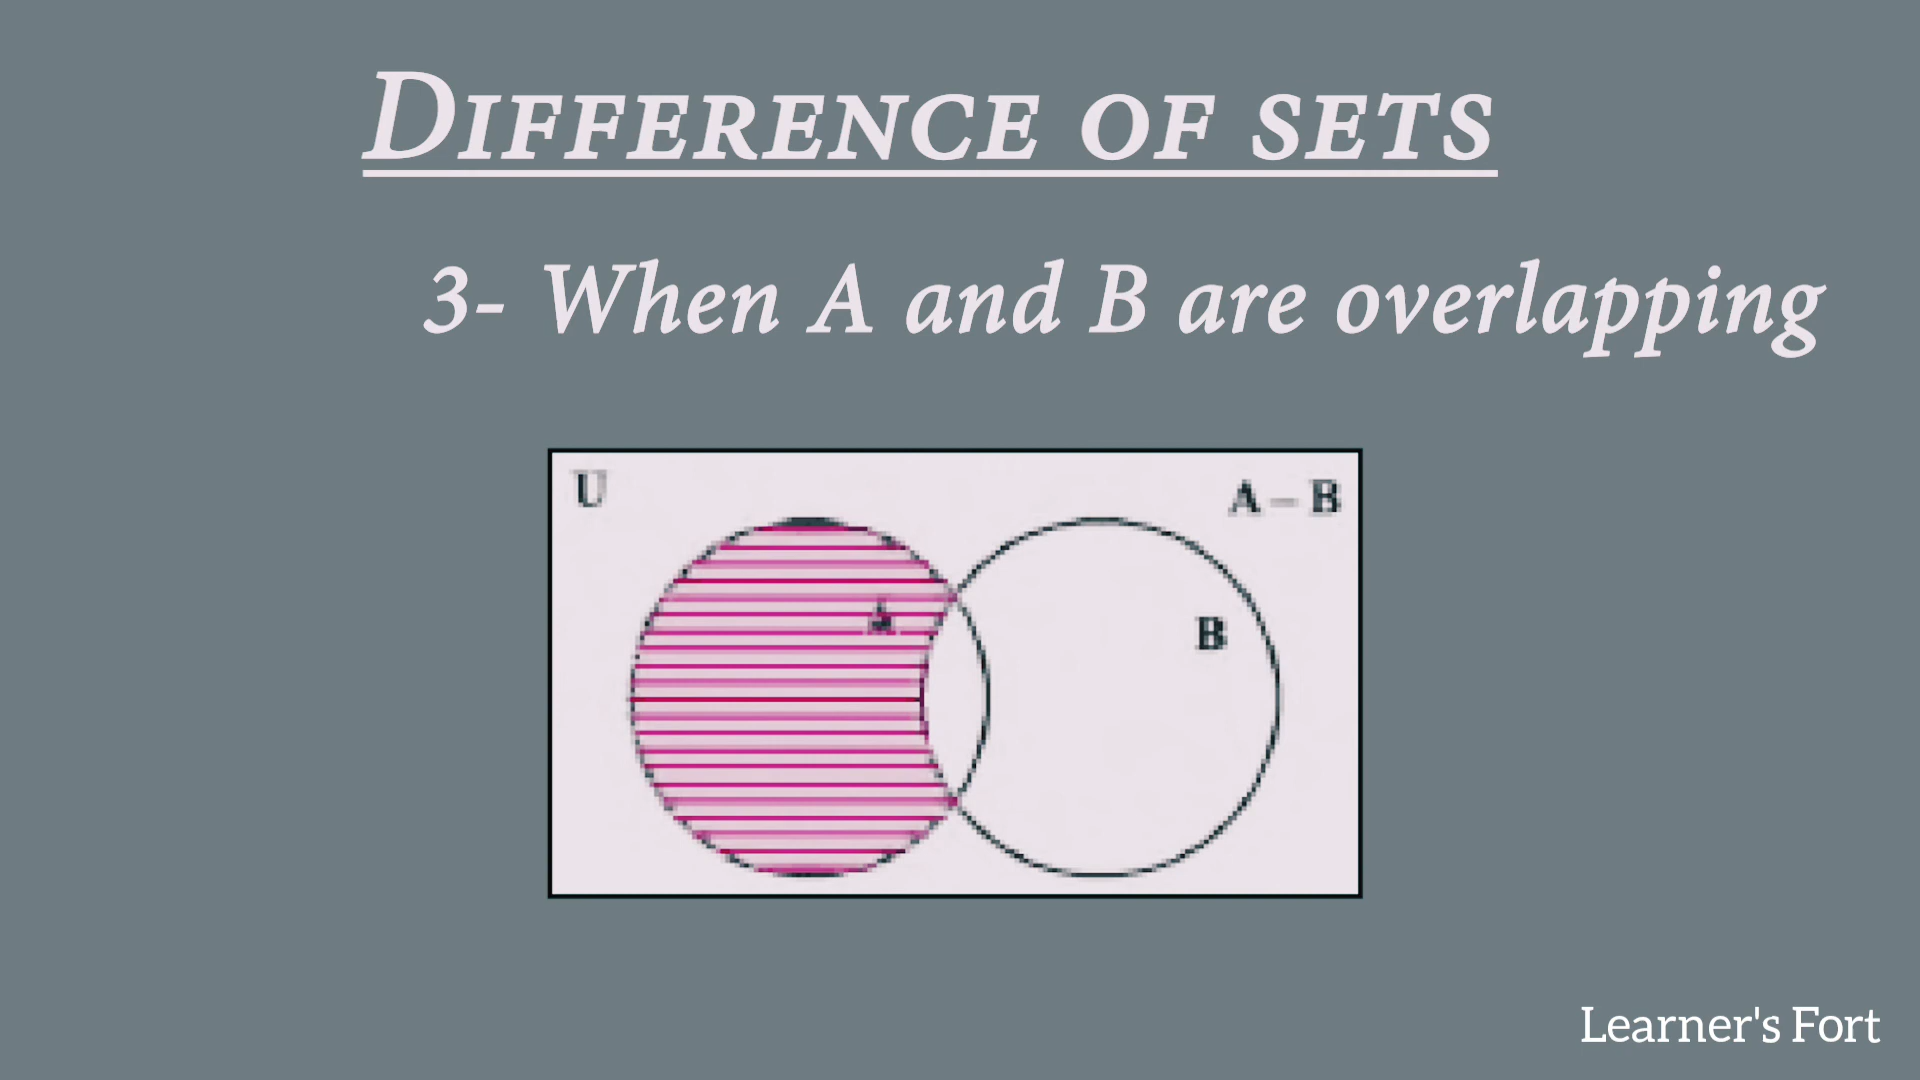 DIFFERENCE OF SETS
3- When A and B are overlapping
U
A – B
A
B
Learner's Fort